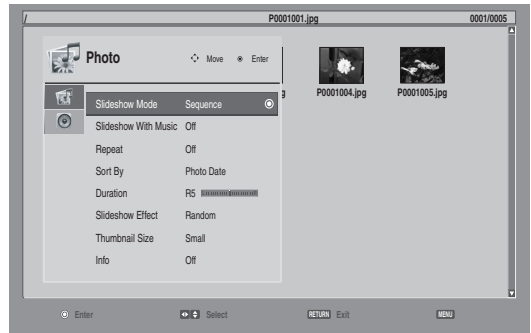 / P0001001.jpg 0001/0005
Photo Move Enter
g P0001004.jpg P0001005.jpg
Slideshow Mode Sequence
Slideshow With Music Off
Repeat Off
Sort By Photo Date
Duration R5
Slideshow Effect Random
Thumbnail Size Small
Info Off
Enter Select RETURN Exit MENU